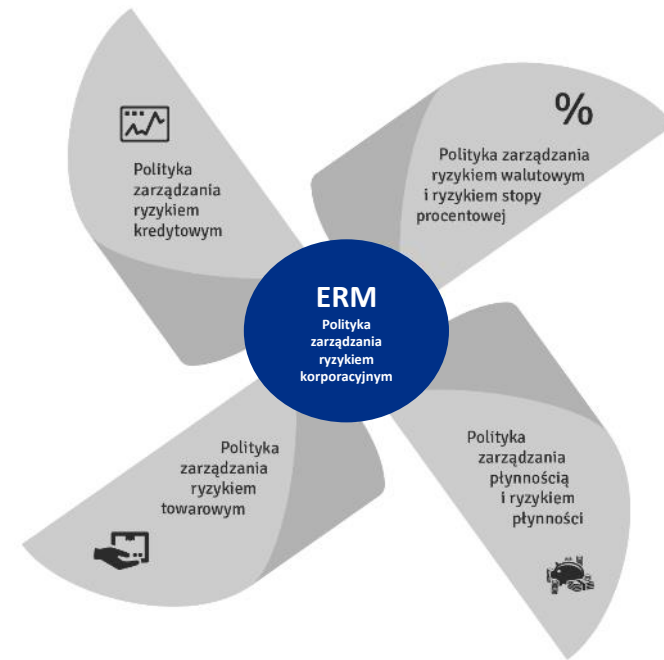 Polityka
zarządzania
ryzykiem
kredytowym
%
Polityka zarządzania
ryzykiem walutowym
i ryzykiem stopy
procentowej
ERM
Polityka
zarządzania
ryzykiem
korporacyjnym
Polityka
zarządzania
ryzykiem
towarowym
Polityka
zarządzania
płynnością
i ryzykiem
płynności